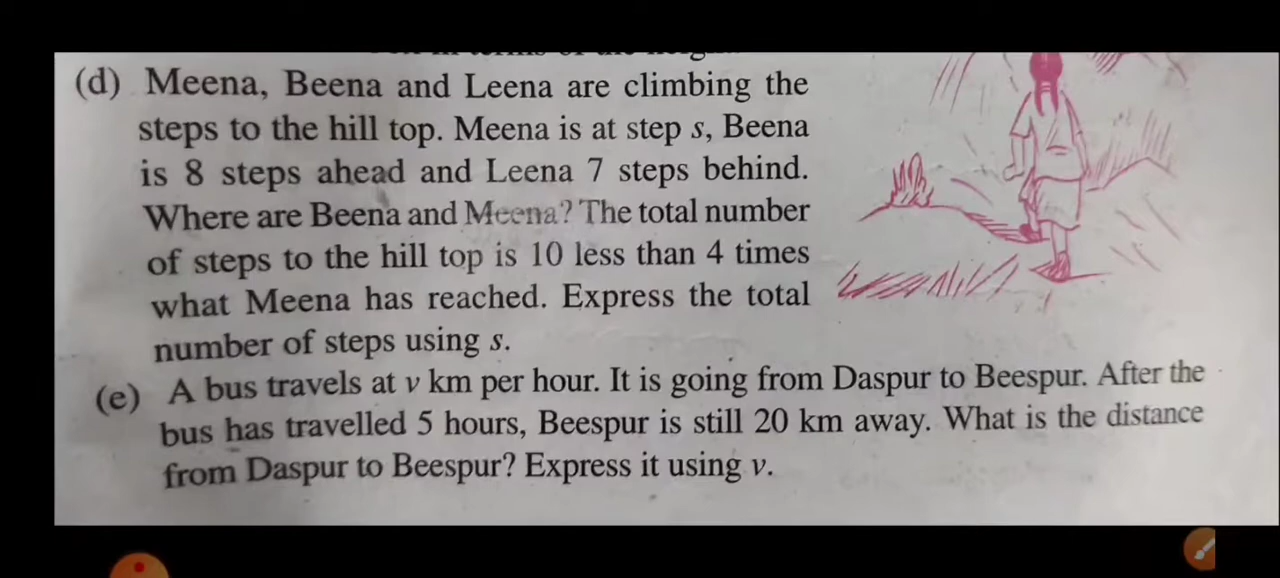 (d) Meena, Beena and Leena are climbing the
steps to the hill top. Meena is at step s, Beena
is 8 steps ahead and Leena 7 steps behind.
Where are Beena and Meena? The total number
of steps to the hill top is 10 less than 4 times
what Meena has reached. Express the total
number of steps using s.
(e) A bus travels at v km per hour. It is going from Daspur to Beespur. After the
bus has travelled 5 hours, Beespur is still 20 km away. What is the distance
from Daspur to Beespur? Express it using v.